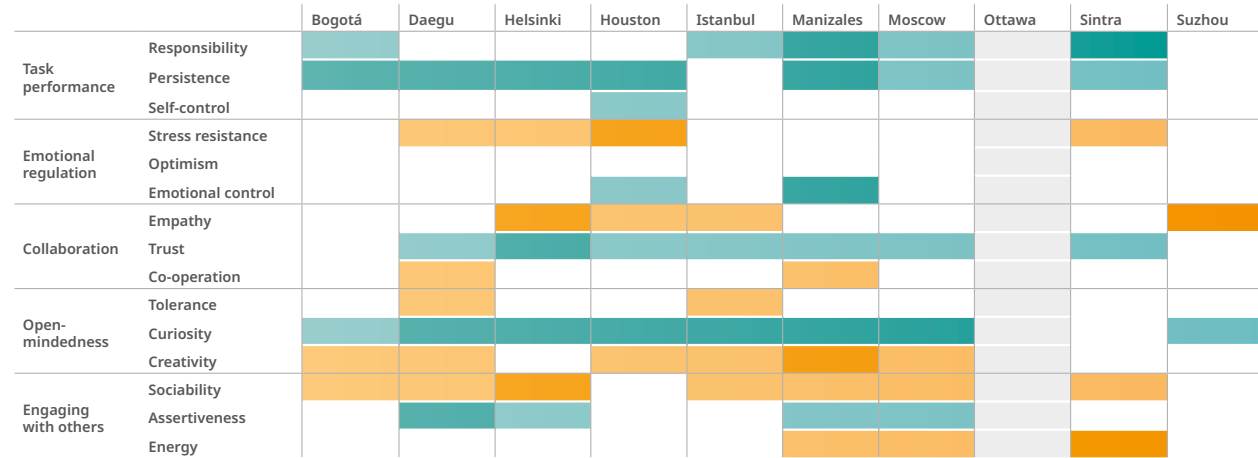 Bogotá Daegu Helsinki Houston Istanbul Manizales Moscow Ottawa Sintra Suzhou
Task
performance
Responsibility
Persistence
Self-control
Emotional
regulation
Stress resistance
Optimism
Emotional control
Collaboration
Empathy
Trust
Co-operation
Open-
mindedness
Tolerance
Curiosity
Creativity
Engaging
with others
Sociability
Assertiveness
Energy